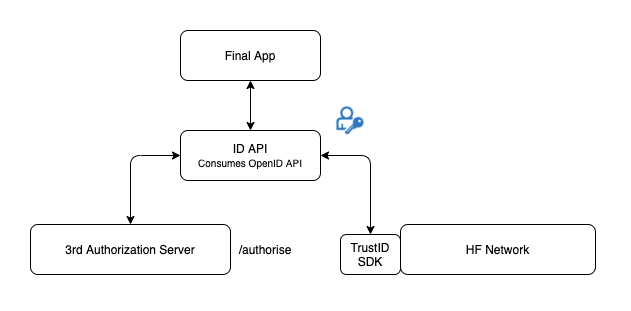 Final App
ID API
Consumes OpenID API
3rd Authorization Server
/authorise
TrustID
SDK
HF Network